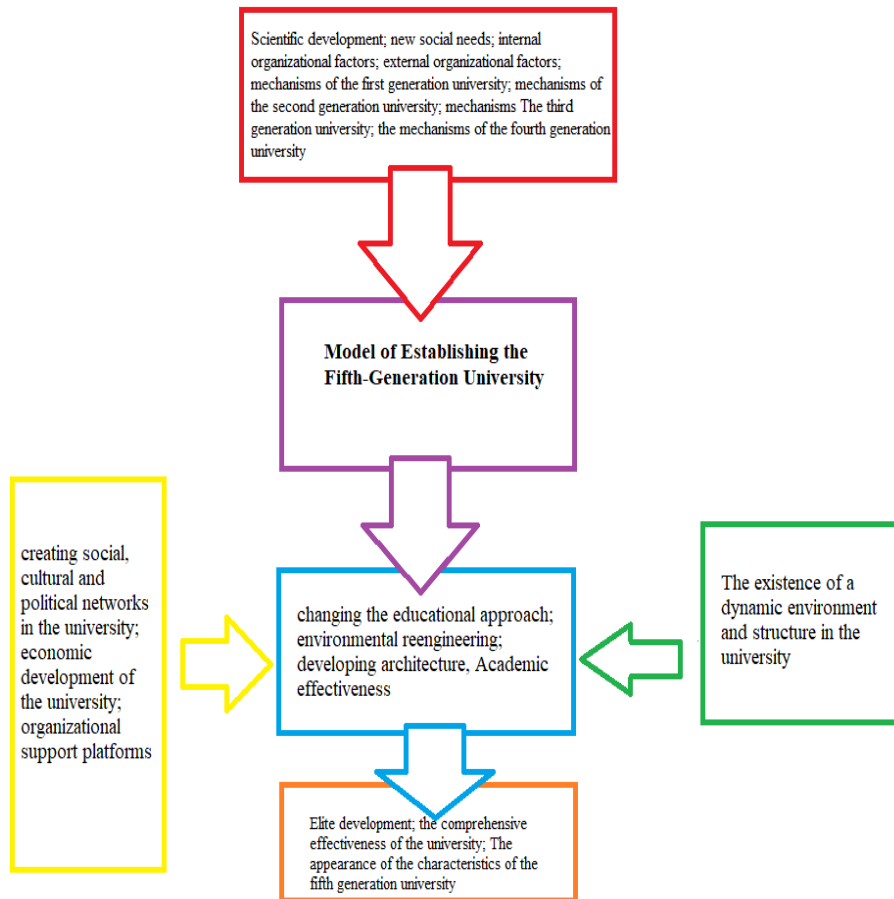 Scientific development; new social needs; internal
organizational factors; external organizational factors;
mechanisms of the first generation university; mechanisms of
the second generation university; mechanisms The third
generation university; the mechanisms of the fourth generation
university
Model of Establishing the
Fifth-Generation University
creating social,
cultural and
political networks
in the university;
economic
development of
the university;
organizational
support platforms
changing the educational approach;
environmental reengineering;
developing architecture, Academic
effectiveness
The existence of a
dynamic environment
and structure in the
university
Elite development; the comprehensive
effectiveness of the university; The
appearance of the characteristics of the
fifth generation university